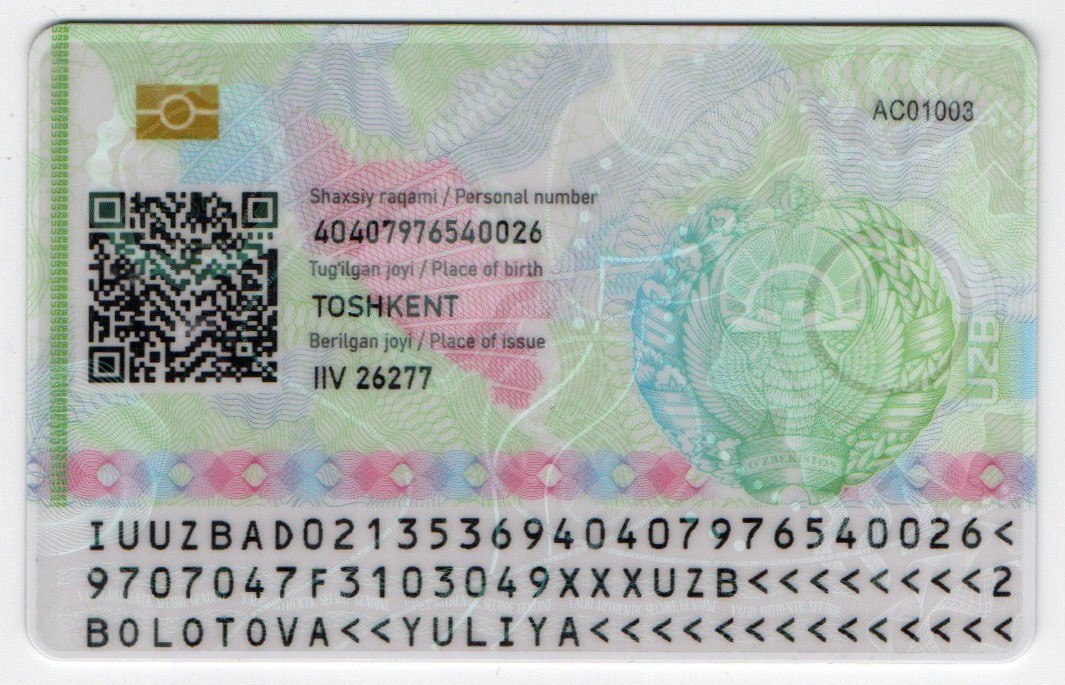 AC01003
Shaxsiy raqami / Personal number
40407976540026
Tug'ilgan joyi / Place of birth
TOSHKENT
Berilgan joyi / Place of issue
IIV 26277
UZB
O'ZBEKISTON
IUUZBAD0213536940407976540026<
9707047F3103049XXXUZB<<<<<<<<2
BOLOTOVA<<YULIYA<<<<<<<<<<<<<<